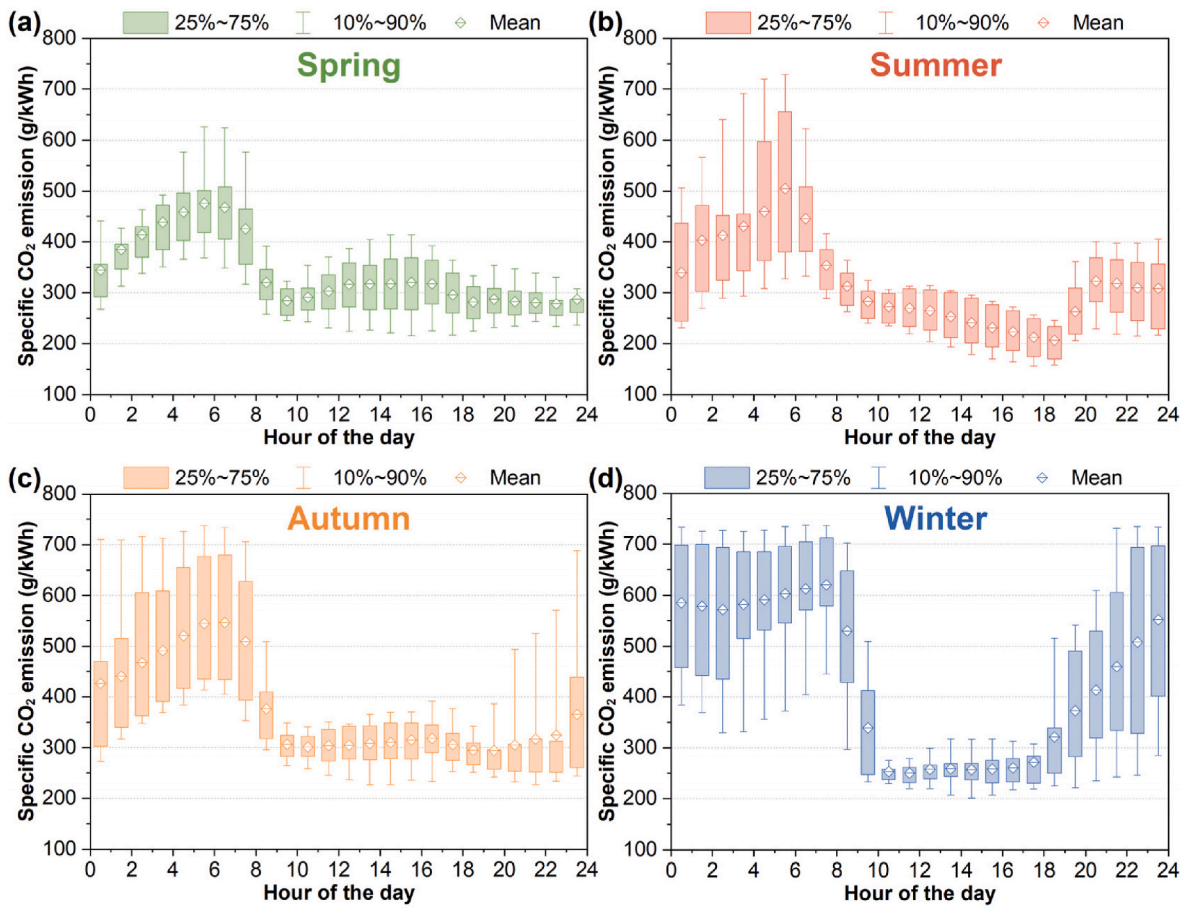 (a) 25%~75% 10%~90% Mean
Spring
Specific CO₂ emission (g/kWh)
800
700
600
500
400
300
200
100
0 2 4 6 8 10 12 14 16 18 20 22 24
Hour of the day
(b) 25%~75% 10%~90% Mean
Summer
Specific CO₂ emission (g/kWh)
800
700
600
500
400
300
200
100
0 2 4 6 8 10 12 14 16 18 20 22 24
Hour of the day
(c) 25%~75% 10%~90% Mean
Autumn
Specific CO₂ emission (g/kWh)
800
700
600
500
400
300
200
100
0 2 4 6 8 10 12 14 16 18 20 22 24
Hour of the day
(d) 25%~75% 10%~90% Mean
Winter
Specific CO₂ emission (g/kWh)
800
700
600
500
400
300
200
100
0 2 4 6 8 10 12 14 16 18 20 22 24
Hour of the day